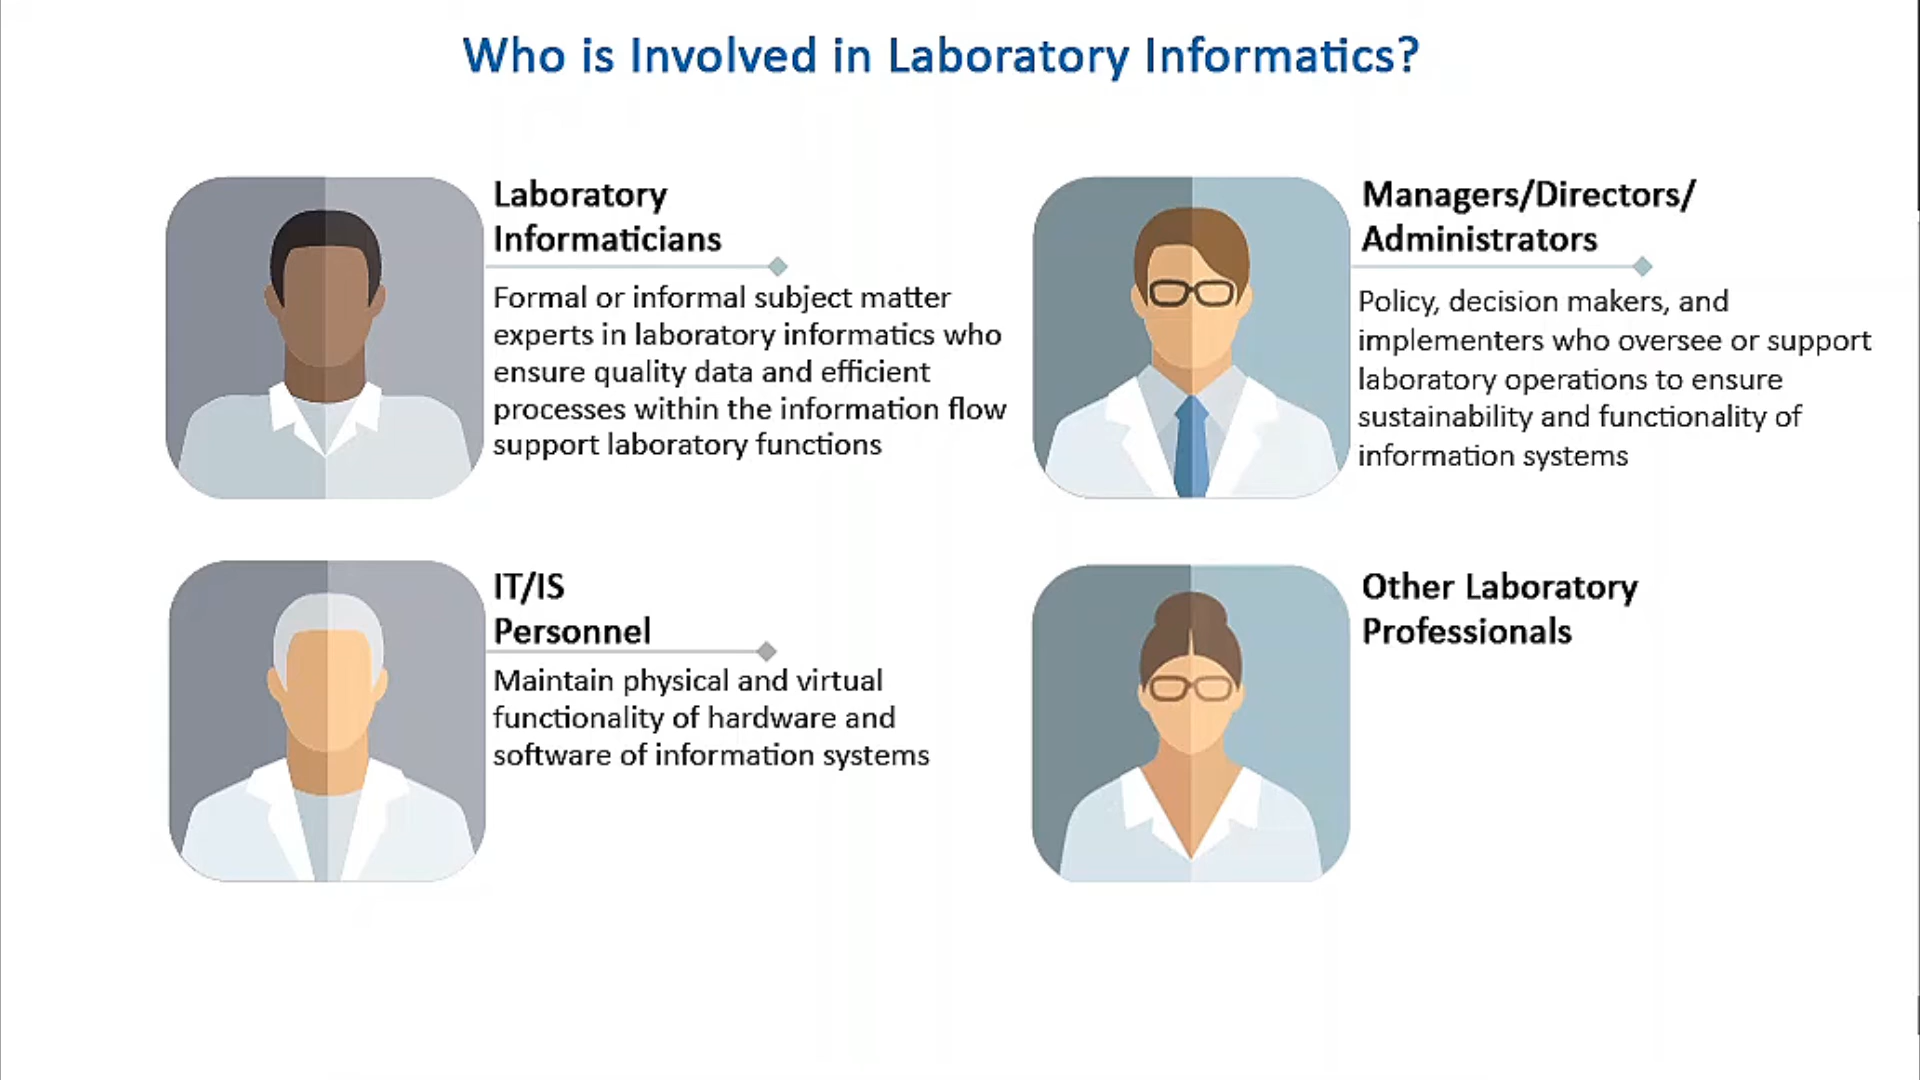 Who is Involved in Laboratory Informatics?
Laboratory
Informaticians
Formal or informal subject matter
experts in laboratory informatics who
ensure quality data and efficient
processes within the information flow
support laboratory functions
Managers/Directors/
Administrators
Policy, decision makers, and
implementers who oversee or support
laboratory operations to ensure
sustainability and functionality of
information systems
IT/IS
Personnel
Maintain physical and virtual
functionality of hardware and
software of information systems
Other Laboratory
Professionals